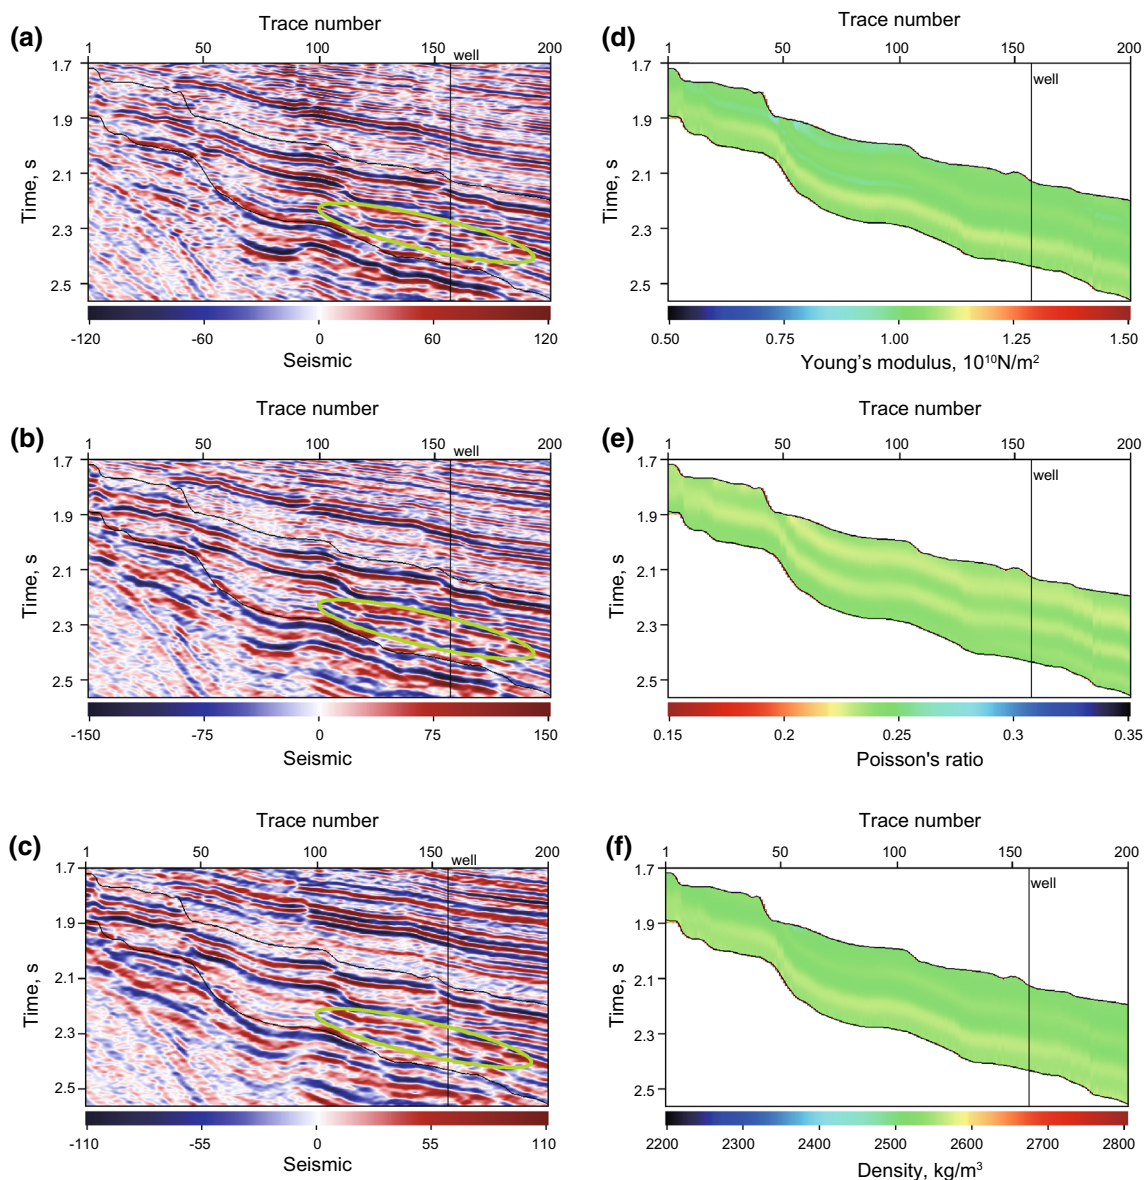 Trace number
(a)
1 50 100 150 200
well
1.7
1.9
2.1
2.3
2.5
Time, s
-120 -60 0 60 120
Seismic
Trace number
(d)
1 50 100 150 200
well
1.7
1.9
2.1
2.3
2.5
Time, s
0.50 0.75 1.00 1.25 1.50
Young's modulus, 10¹⁰N/m²
Trace number
(b)
1 50 100 150 200
well
1.7
1.9
2.1
2.3
2.5
Time, s
-150 -75 0 75 150
Seismic
Trace number
(e)
1 50 100 150 200
well
1.7
1.9
2.1
2.3
2.5
Time, s
0.15 0.2 0.25 0.3 0.35
Poisson's ratio
Trace number
(c)
1 50 100 150 200
well
1.7
1.9
2.1
2.3
2.5
Time, s
-110 -55 0 55 110
Seismic
Trace number
(f)
1 50 100 150 200
well
1.7
1.9
2.1
2.3
2.5
Time, s
2200 2300 2400 2500 2600 2700 2800
Density, kg/m³